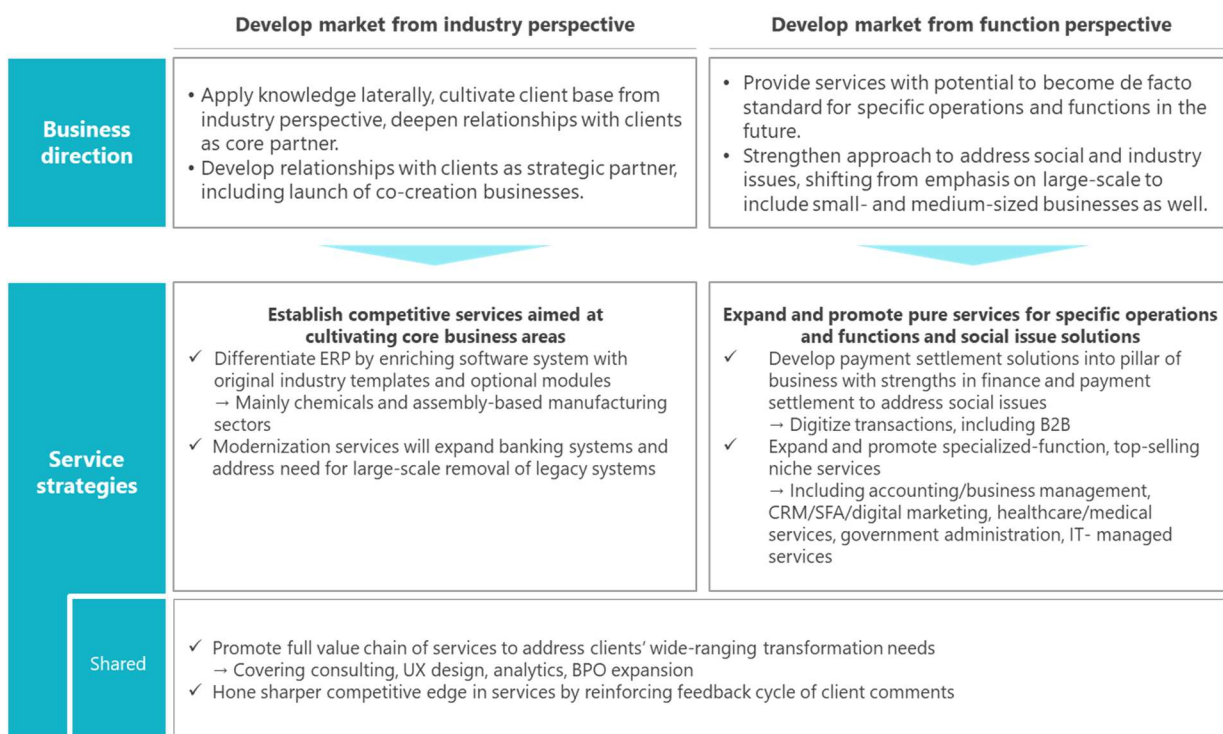 Develop market from industry perspective
Develop market from function perspective
Business
direction
• Apply knowledge laterally, cultivate client base from
industry perspective, deepen relationships with clients
as core partner.
• Develop relationships with clients as strategic partner,
including launch of co-creation businesses.
• Provide services with potential to become de facto
standard for specific operations and functions in the
future.
• Strengthen approach to address social and industry
issues, shifting from emphasis on large-scale to
include small- and medium-sized businesses as well.
Service
strategies
Establish competitive services aimed at
cultivating core business areas
✓ Differentiate ERP by enriching software system with
original industry templates and optional modules
→ Mainly chemicals and assembly-based manufacturing
sectors
✓ Modernization services will expand banking systems and
address need for large-scale removal of legacy systems
Expand and promote pure services for specific operations
and functions and social issue solutions
✓ Develop payment settlement solutions into pillar of
business with strengths in finance and payment
settlement to address social issues
→ Digitize transactions, including B2B
✓ Expand and promote specialized-function, top-selling
niche services
→ Including accounting/business management,
CRM/SFA/digital marketing, healthcare/medical
services, government administration, IT- managed
services
Shared
✓ Promote full value chain of services to address clients' wide-ranging transformation needs
→ Covering consulting, UX design, analytics, BPO expansion
✓ Hone sharper competitive edge in services by reinforcing feedback cycle of client comments